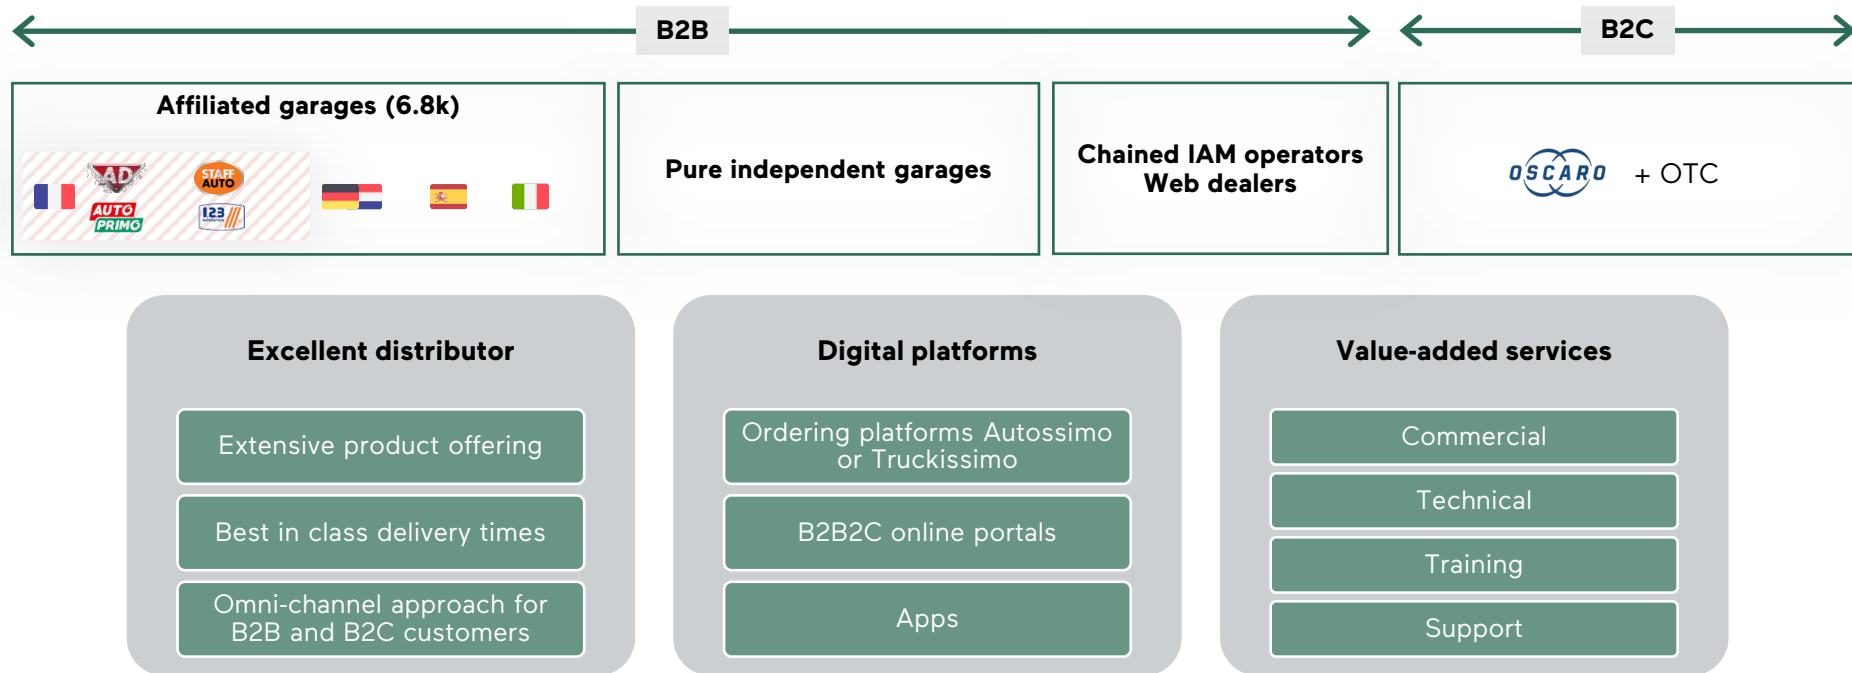 B2B
B2C
Affiliated garages (6.8k)
AD
STAFF
AUTO
AUTO
PRIMO
123
AutoService
Pure independent garages
Chained IAM operators
Web dealers
OSCARO
+ OTC
Excellent distributor
Extensive product offering
Best in class delivery times
Omni-channel approach for
B2B and B2C customers
Digital platforms
Ordering platforms Autossimo
or Truckissimo
B2B2C online portals
Apps
Value-added services
Commercial
Technical
Training
Support